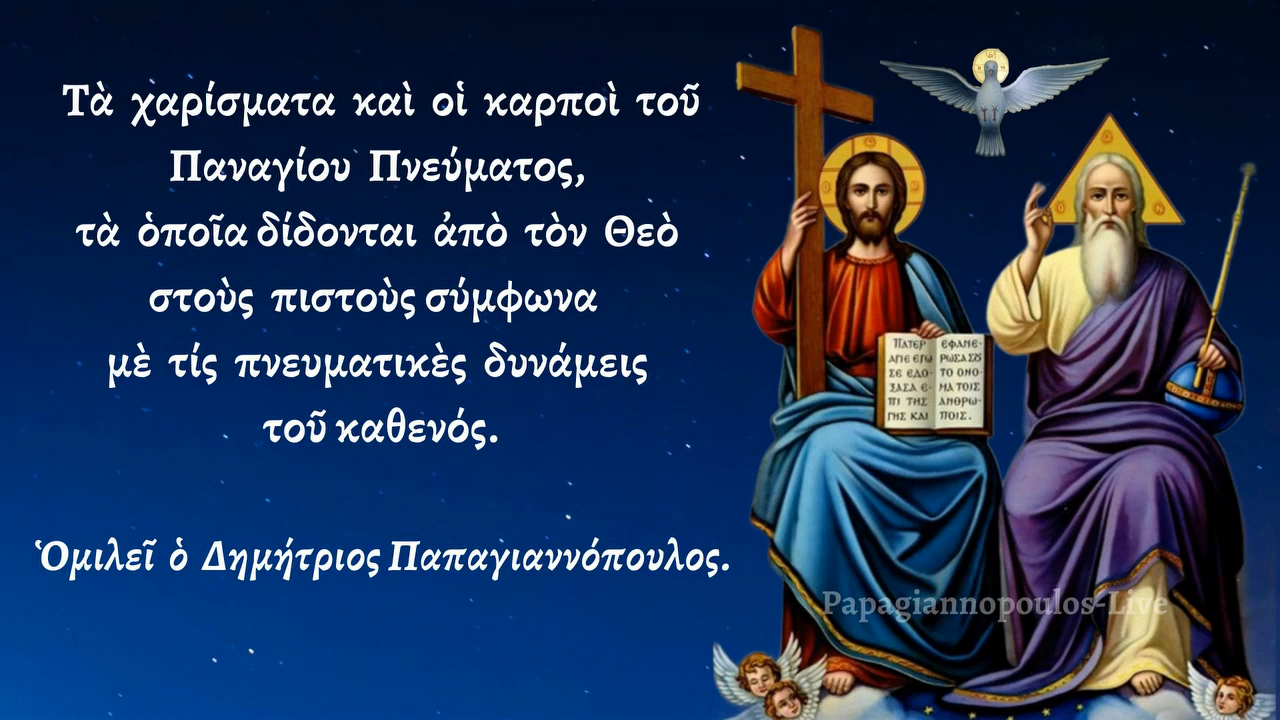 Τὰ χαρίσματα καὶ οἱ καρποὶ τοῦ
Παναγίου Πνεύματος,
τὰ ὁποῖα δίδονται ἀπὸ τὸν Θεὸ
στοὺς πιστοὺς σύμφωνα
μὲ τίς πνευματικὲς δυνάμεις
τοῦ καθενός.
Ὁμιλεῖ ὁ Δημήτριος Παπαγιαννόπουλος.
ΠΑΤΕΡ
ΑΓΙΕ ΕΓΩ
ΣΕ ΕΔΟ-
ΞΑΣΑ Ε-
ΠΙ ΤΗΣ
ΓΗΣ ΚΑΙ
ΕΦΑΝΕ-
ΡΩΣΑ ΣΟΥ
ΤΟ ΟΝΟ-
ΜΑ ΤΟΙΣ
ΑΝΘΡΩ-
ΠΟΙΣ.
Papagiannopoulos-Live